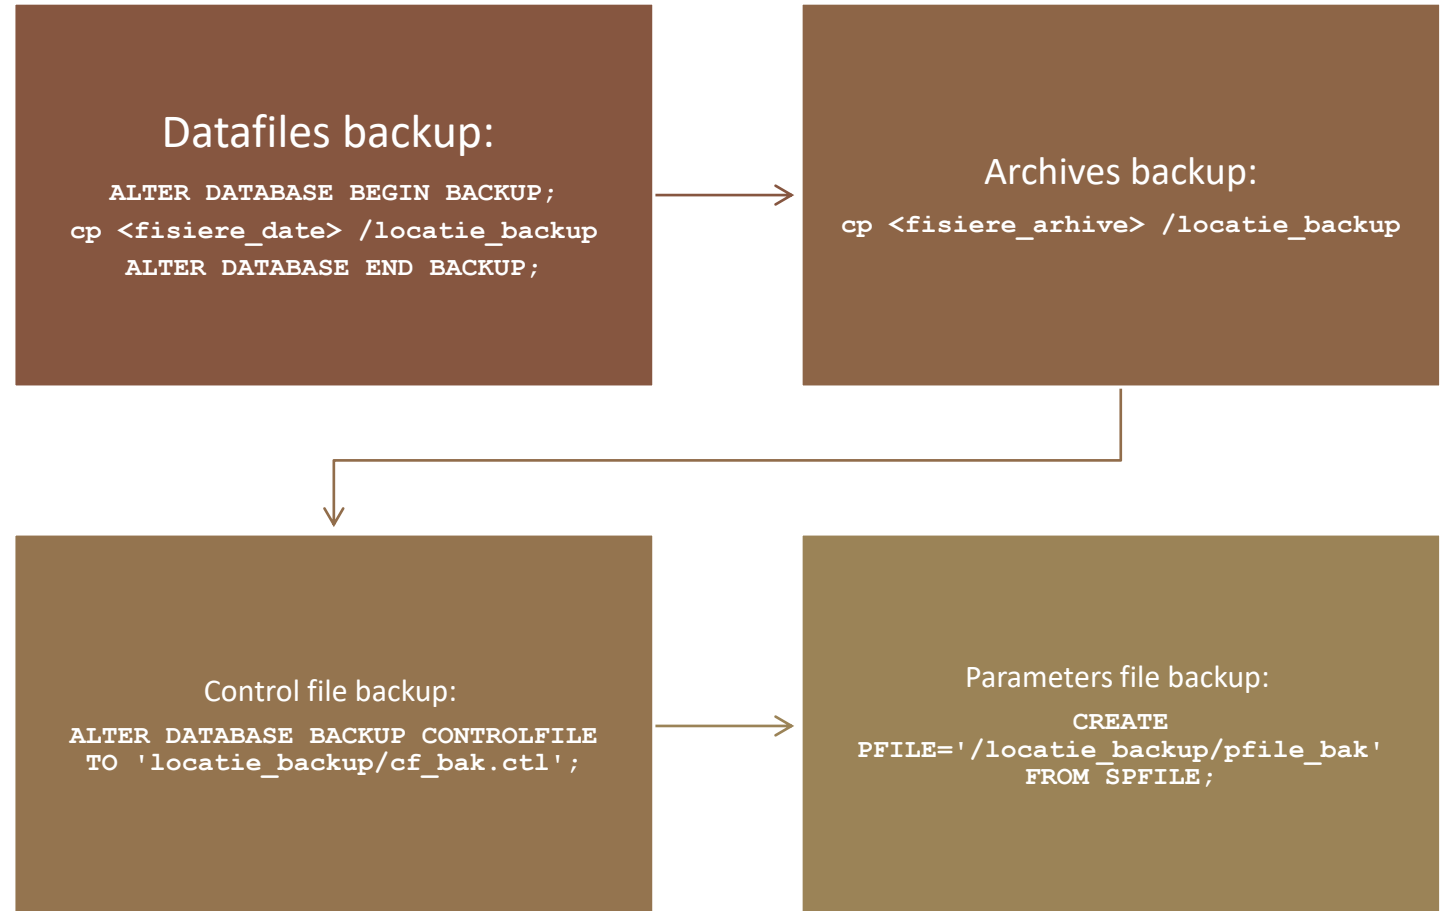 Datafiles backup:
ALTER DATABASE BEGIN BACKUP;
cp <fisiere_date> /locatie_backup
ALTER DATABASE END BACKUP;
Archives backup:
cp <fisiere_arhive> /locatie_backup
Control file backup:
ALTER DATABASE BACKUP CONTROLFILE
TO 'locatie_backup/cf_bak.ctl';
Parameters file backup:
CREATE
PFILE='/locatie_backup/pfile_bak'
FROM SPFILE;